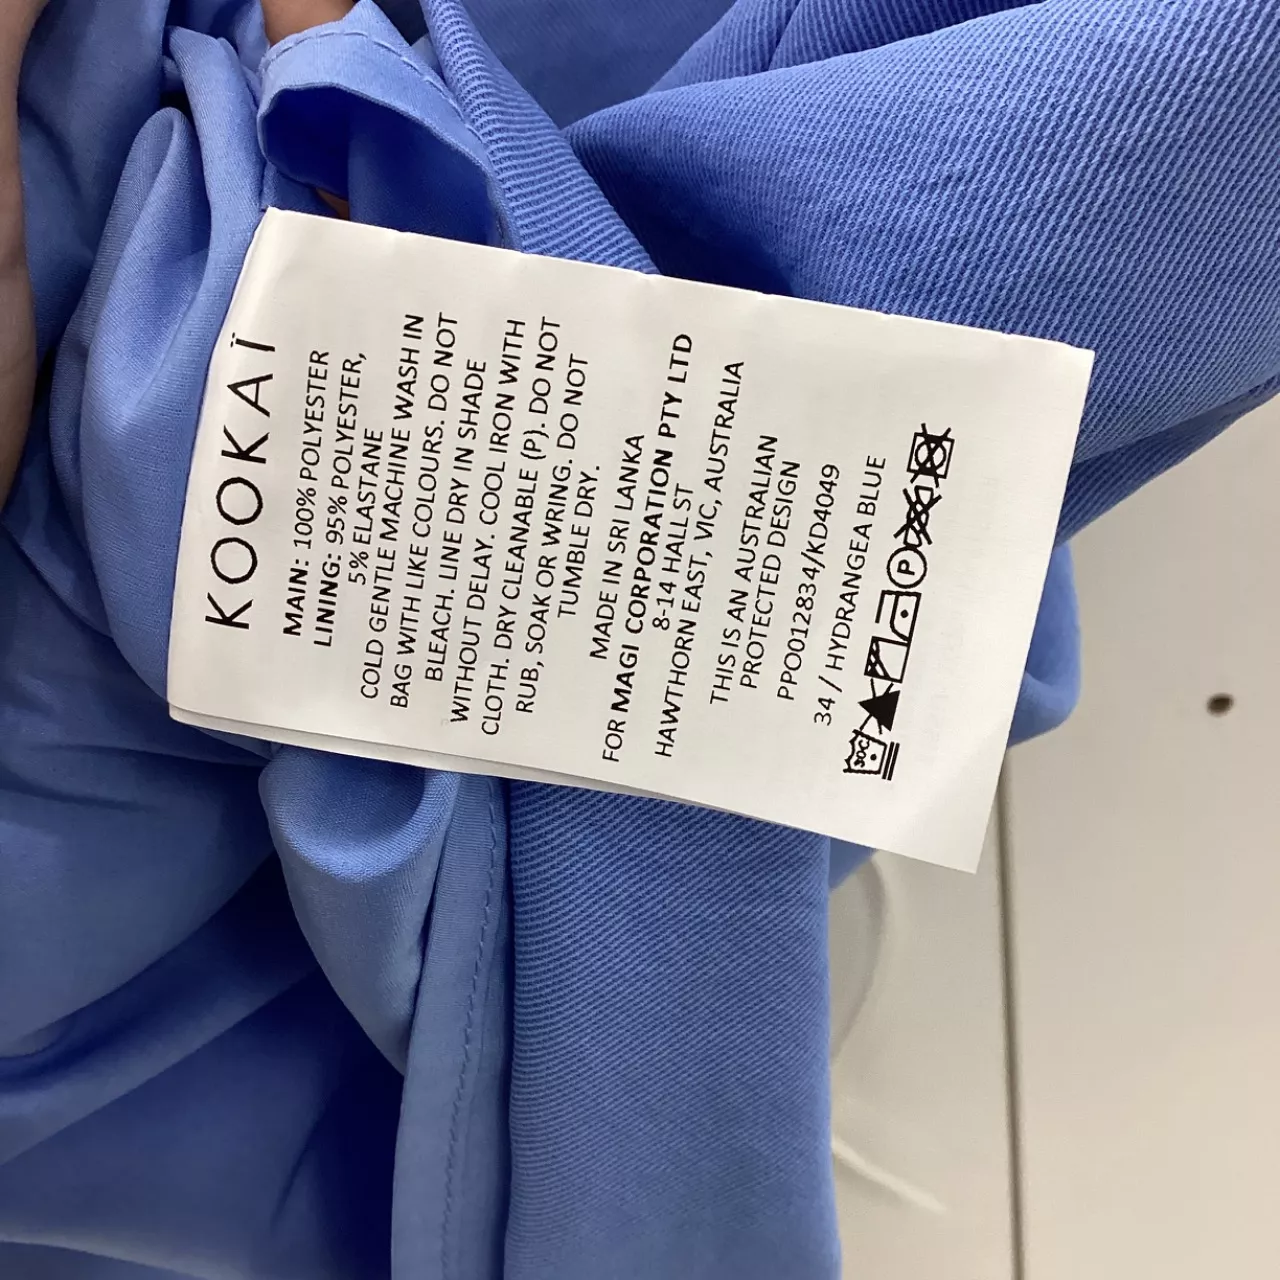 KOOKAÏ
MAIN: 100% POLYESTER
LINING: 95% POLYESTER,
5% ELASTANE
COLD GENTLE MACHINE WASH IN
BAG WITH LIKE COLOURS. DO NOT
BLEACH. LINE DRY IN SHADE
WITHOUT DELAY. COOL IRON WITH
CLOTH. DRY CLEANABLE (P). DO NOT
RUB, SOAK OR WRING. DO NOT
TUMBLE DRY.
MADE IN SRI LANKA
FOR MAGI CORPORATION PTY LTD
8-14 HALL ST
HAWTHORN EAST, VIC, AUSTRALIA
THIS IS AN AUSTRALIAN
PROTECTED DESIGN
PPO012834/KD4049
34 / HYDRANGEA BLUE
30C P